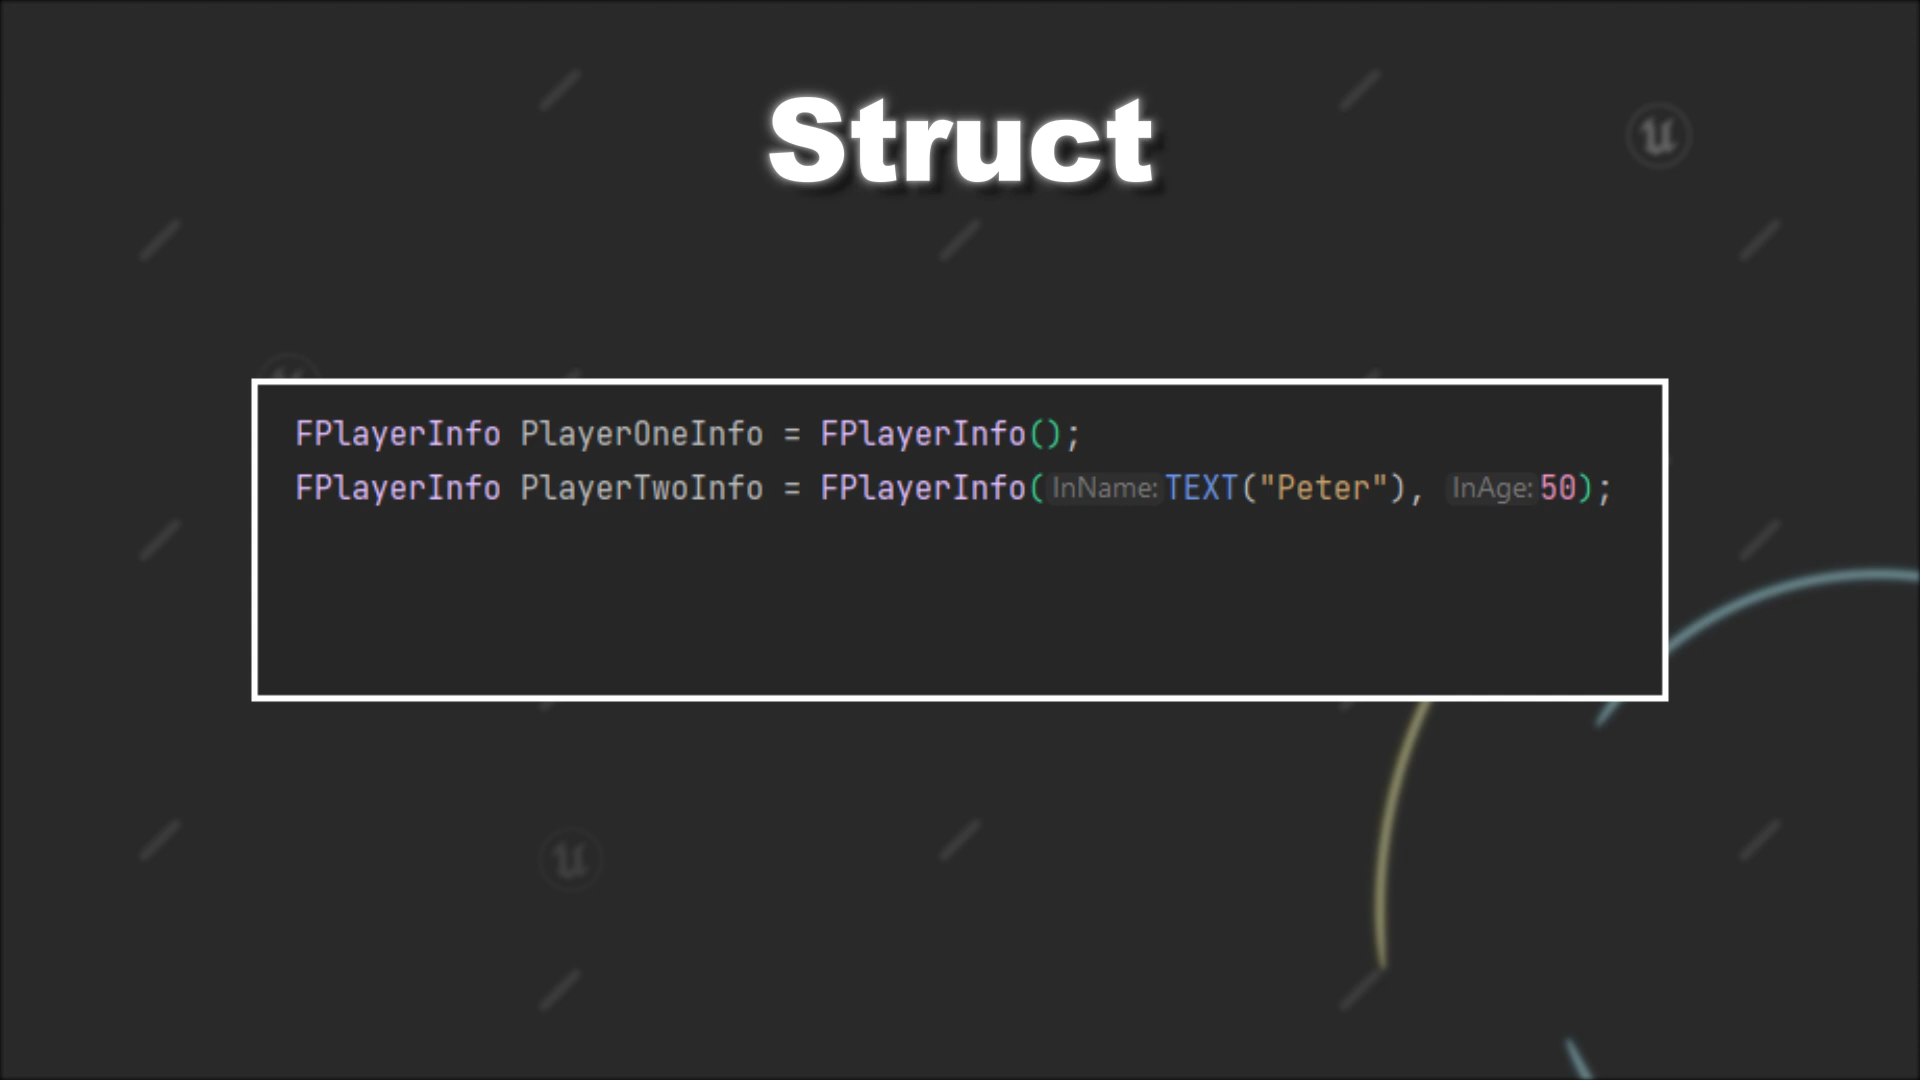 Struct
FPlayerInfo PlayerOneInfo = FPlayerInfo();
FPlayerInfo PlayerTwoInfo = FPlayerInfo(InName:TEXT("Peter"), InAge:50);